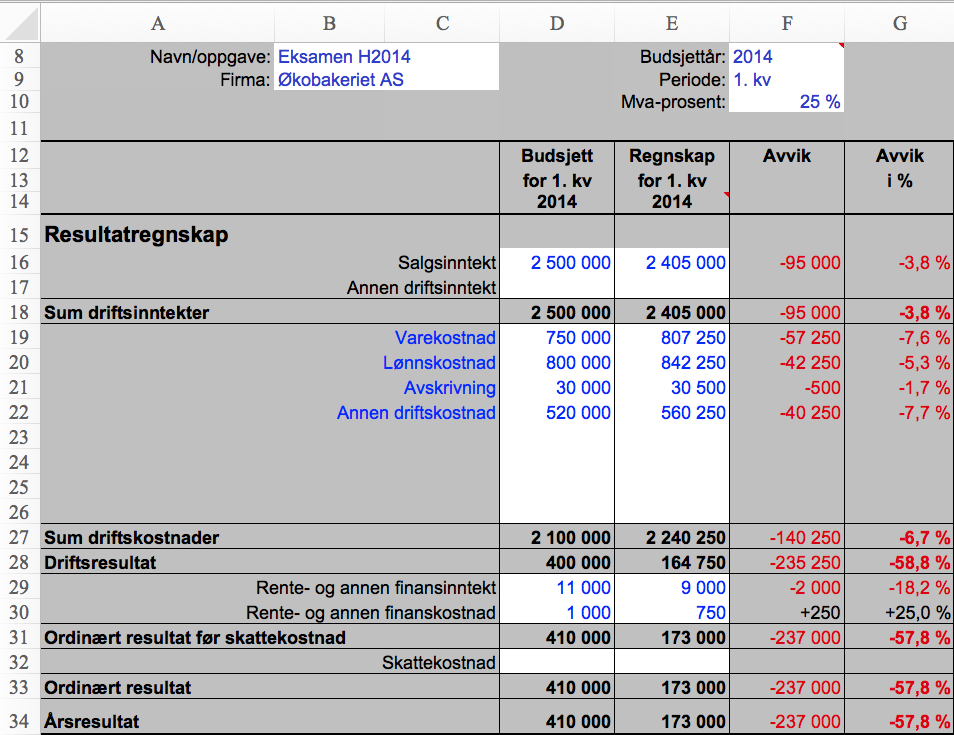 A B C D E F G
8 Navn/oppgave: Eksamen H2014 Budsjettår: 2014
9 Firma: Økobakeriet AS Periode: 1. kv
10 Mva-prosent: 25 %
11
12 Budsjett Regnskap Avvik Avvik
13 for 1. kv for 1. kv i %
14 2014 2014
15 Resultatregnskap
16 Salgsinntekt 2 500 000 2 405 000 -95 000 -3,8 %
17 Annen driftsinntekt
18 Sum driftsinntekter 2 500 000 2 405 000 -95 000 -3,8 %
19 Varekostnad 750 000 807 250 -57 250 -7,6 %
20 Lønnskostnad 800 000 842 250 -42 250 -5,3 %
21 Avskrivning 30 000 30 500 -500 -1,7 %
22 Annen driftskostnad 520 000 560 250 -40 250 -7,7 %
23
24
25
26
27 Sum driftskostnader 2 100 000 2 240 250 -140 250 -6,7 %
28 Driftsresultat 400 000 164 750 -235 250 -58,8 %
29 Rente- og annen finansinntekt 11 000 9 000 -2 000 -18,2 %
30 Rente- og annen finanskostnad 1 000 750 +250 +25,0 %
31 Ordinært resultat før skattekostnad 410 000 173 000 -237 000 -57,8 %
32 Skattekostnad
33 Ordinært resultat 410 000 173 000 -237 000 -57,8 %
34 Årsresultat 410 000 173 000 -237 000 -57,8 %